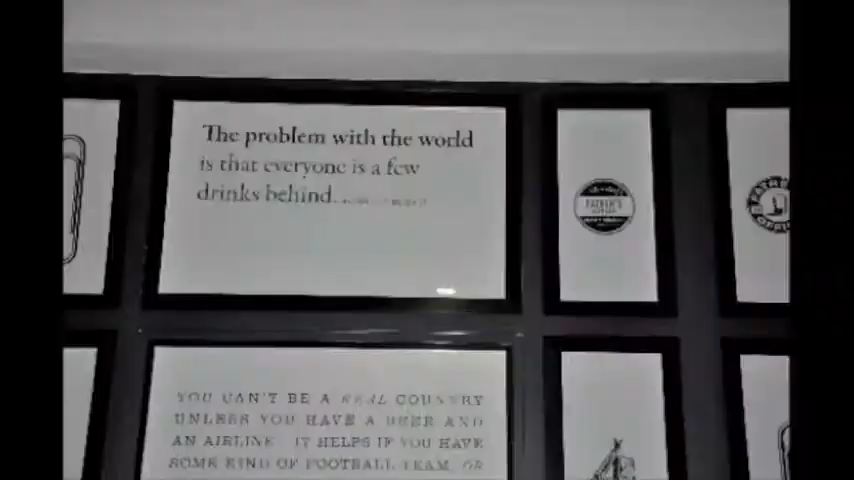 The problem with the world
is that everyone is a few
drinks behind.
FATHER'S
YOU CAN'T BE A REAL COUNTRY
UNLESS YOU HAVE A BEER AND
AN AIRLINE. IT HELPS IF YOU HAVE
SOME KIND OF FOOTBALL TEAM, OR